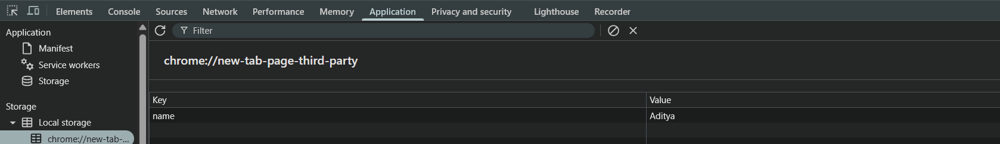 Elements Console Sources Network Performance Memory Application Privacy and security Lighthouse Recorder
Application
Manifest
Service workers
Storage
Storage
Local storage
chrome://new-tab-...
Filter
chrome://new-tab-page-third-party
Key Value
name Aditya